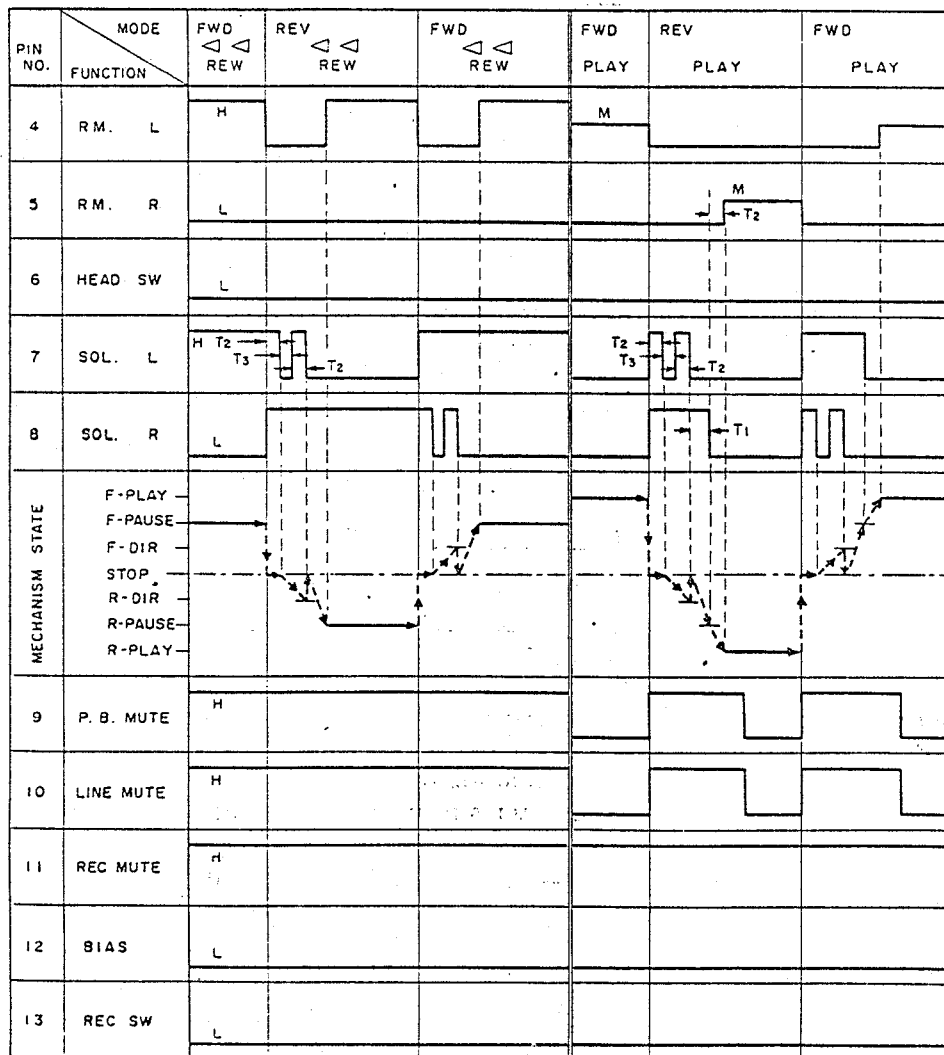 PIN NO. MODE FUNCTION FWD ◁ ◁ REW REV ◁ ◁ REW FWD ◁ ◁ REW FWD PLAY REV PLAY FWD PLAY
4 RM. L H M
5 RM. R L M T2
6 HEAD SW L
7 SOL. L H T2 T3 T2 T2 T3 T2
8 SOL. R L T1
MECHANISM STATE
F-PLAY
F-PAUSE
F-DIR
STOP
R-DIR
R-PAUSE
R-PLAY
9 P. B. MUTE H
10 LINE MUTE H
11 REC MUTE H
12 BIAS L
13 REC SW L